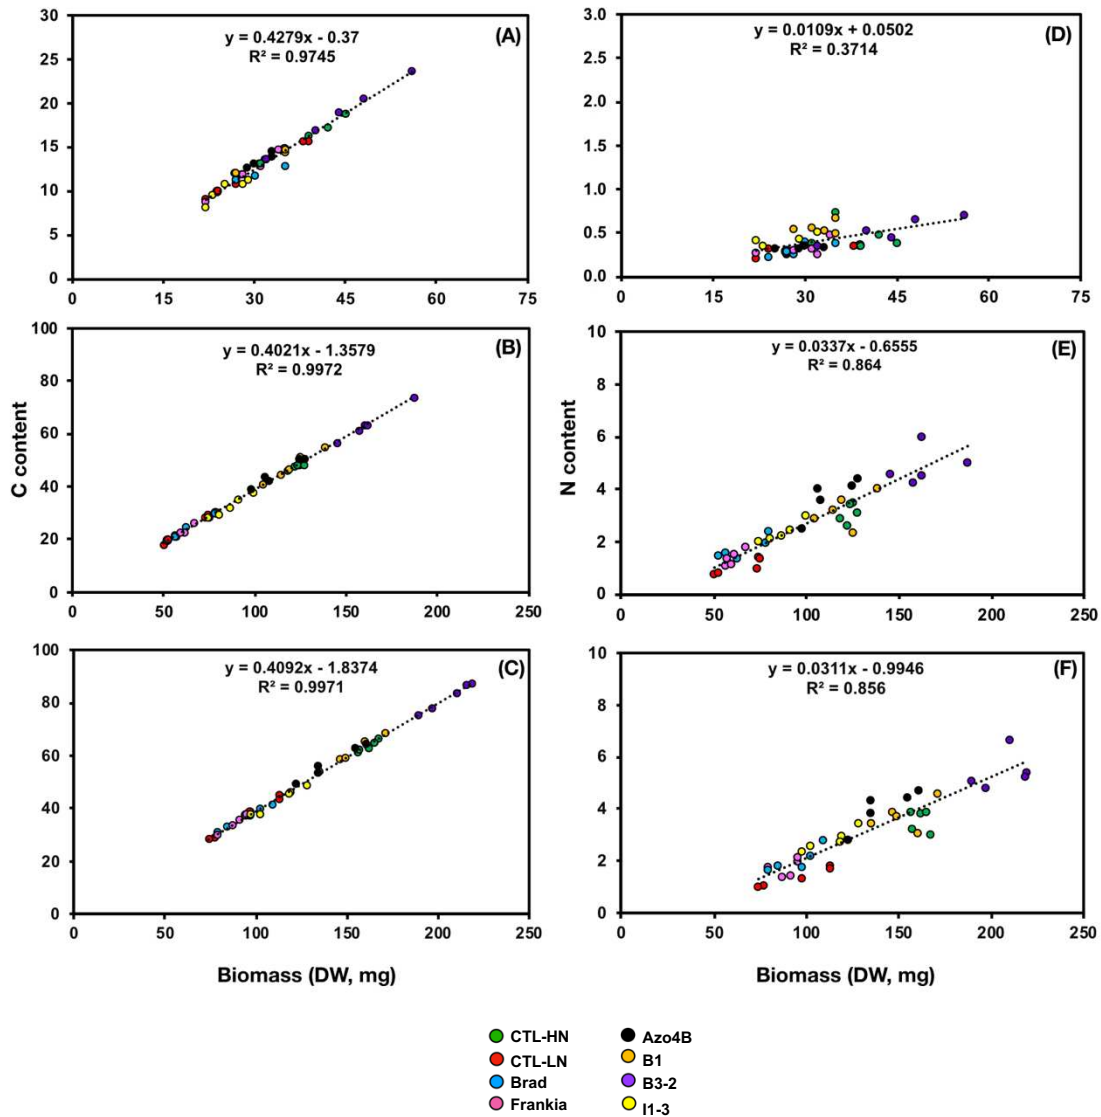 y = 0.4279x - 0.37
R² = 0.9745
(A)
30
25
20
15
10
5
0
0 15 30 45 60 75
y = 0.0109x + 0.0502
R² = 0.3714
(D)
3.0
2.5
2.0
1.5
1.0
0.5
0.0
0 15 30 45 60 75
C content
y = 0.4021x - 1.3579
R² = 0.9972
(B)
100
80
60
40
20
0
0 50 100 150 200 250
N content
y = 0.0337x - 0.6555
R² = 0.864
(E)
10
8
6
4
2
0
0 50 100 150 200 250
y = 0.4092x - 1.8374
R² = 0.9971
(C)
100
80
60
40
20
0
0 50 100 150 200 250
Biomass (DW, mg)
y = 0.0311x - 0.9946
R² = 0.856
(F)
10
8
6
4
2
0
0 50 100 150 200 250
Biomass (DW, mg)
CTL-HN
CTL-LN
Brad
Frankia
Azo4B
B1
B3-2
I1-3